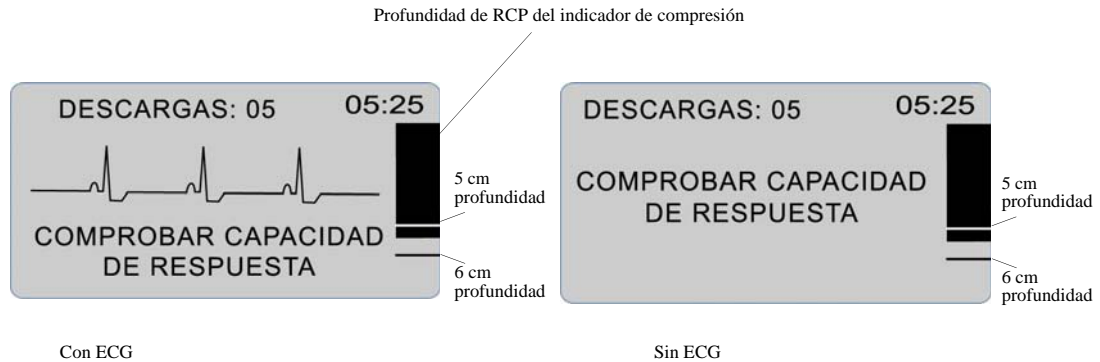 Profundidad de RCP del indicador de compresión
DESCARGAS: 05 05:25
COMPROBAR CAPACIDAD
DE RESPUESTA
5 cm
profundidad
6 cm
profundidad
DESCARGAS: 05 05:25
COMPROBAR CAPACIDAD
DE RESPUESTA
5 cm
profundidad
6 cm
profundidad
Con ECG
Sin ECG